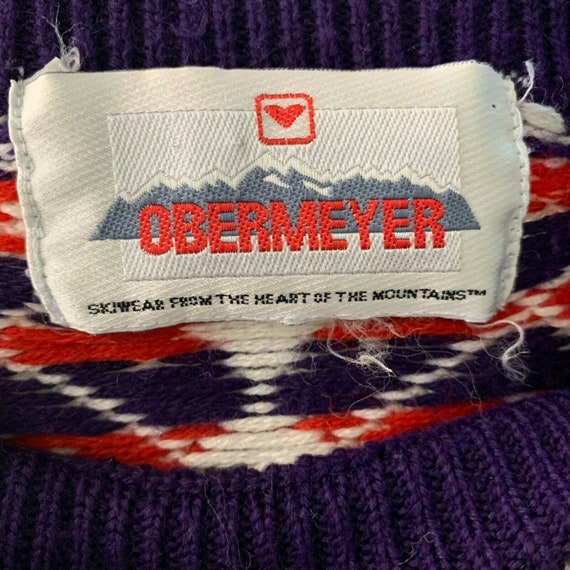 OBERMEYER
SKIWEAR FROM THE HEART OF THE MOUNTAINS™